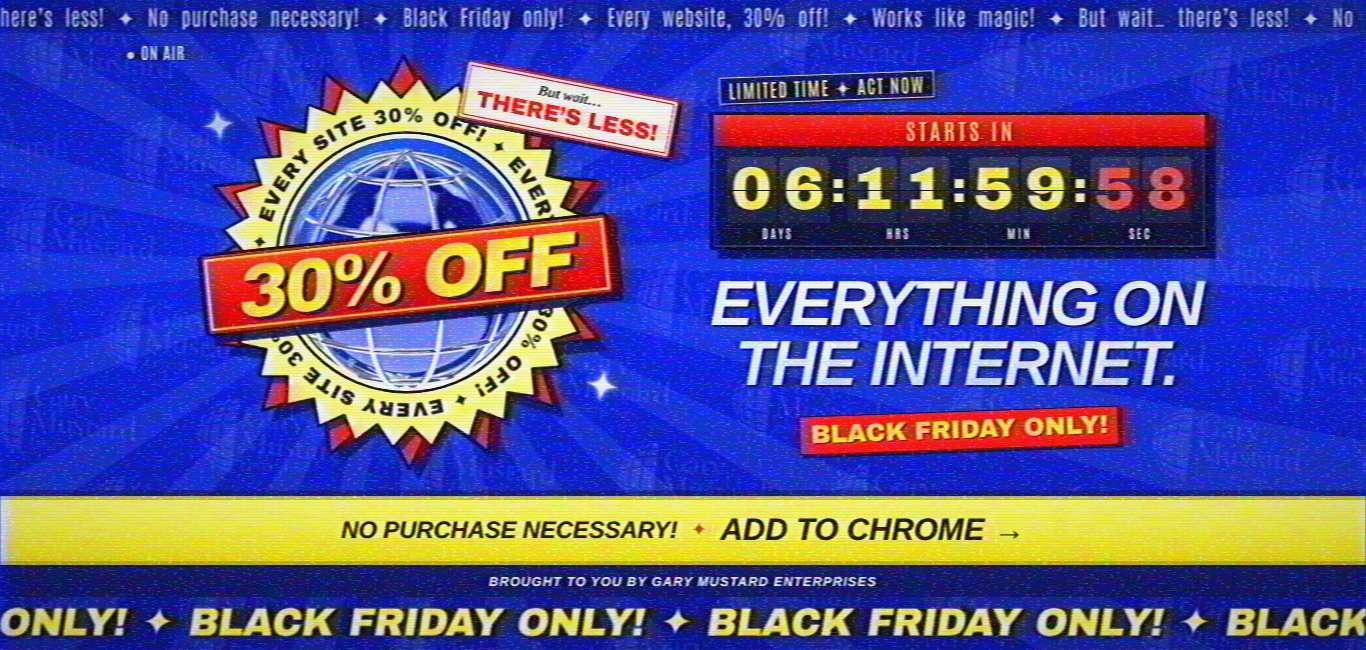 here's less! ✦ No purchase necessary! ✦ Black Friday only! ✦ Every website, 30% off! ✦ Works like magic! ✦ But wait… there's less! ✦ No
● ON AIR
EVERY SITE 30% OFF! ✦ EVERY
30% OFF! ✦ EVERY SITE 30%
30% OFF
But wait...
THERE'S LESS!
LIMITED TIME ✦ ACT NOW
STARTS IN
06:11:59:58
DAYS HRS MIN SEC
EVERYTHING ON
THE INTERNET.
BLACK FRIDAY ONLY!
Gary
Mustard
NO PURCHASE NECESSARY! ✦ ADD TO CHROME →
BROUGHT TO YOU BY GARY MUSTARD ENTERPRISES
ONLY! ✦ BLACK FRIDAY ONLY! ✦ BLACK FRIDAY ONLY! ✦ BLACK